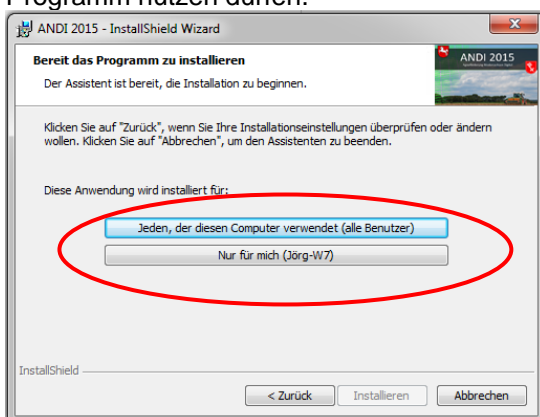 Programm nutzen dürfen.
ANDI 2015 - InstallShield Wizard
Bereit das Programm zu installieren
Der Assistent ist bereit, die Installation zu beginnen.
ANDI 2015
Klicken Sie auf "Zurück", wenn Sie Ihre Installationseinstellungen überprüfen oder ändern
wollen. Klicken Sie auf "Abbrechen", um den Assistenten zu beenden.
Diese Anwendung wird installiert für:
Jeden, der diesen Computer verwendet (alle Benutzer)
Nur für mich (Jörg-W7)
InstallShield
< Zurück
Installieren
Abbrechen